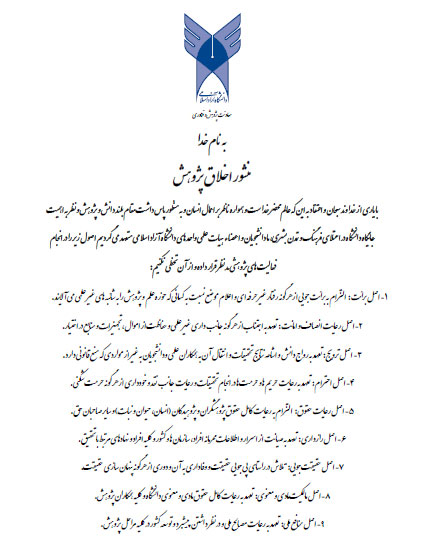 دانشگاه آزاد اسلامی
معاونت پژوهش و فناوری
به نام خدا
منشور اخلاق پژوهش
با یاری از خداوند سبحان و اعتقاد به این که عالم محضر خداست و همواره ناظر بر اعمال انسان و به منظور پاس داشت مقام بلند دانش و پژوهش و نظر به اهمیت
جایگاه دانشگاه در اعتلای فرهنگ و تمدن بشری، ما دانشجویان و اعضاء هیات علمی واحدهای دانشگاه آزاد اسلامی متعهد می گردیم اصول زیر را در انجام
فعالیت های پژوهشی مد نظر قرار داده و از آن تخطی نکنیم:
۱- اصل برائت: التزام به برائت جویی از هرگونه رفتار غیر حرفه ای و اعلام موضع نسبت به کسانی که حوزه علم و پژوهش را به شائبه های غیر علمی می آلایند.
۲- اصل رعایت انصاف و امانت: تعهد به اجتناب از هرگونه جانب داری غیر علمی و حفاظت از اموال، تجهیزات و منابع در اختیار.
۳- اصل ترویج: تعهد به رواج دانش و اشاعه نتایج تحقیقات و انتقال آن به همکاران علمی و دانشجویان به غیر از مواردی که منع قانونی دارد.
۴- اصل احترام: تعهد به رعایت حریم ها و حرمت ها در انجام تحقیقات و رعایت جانب نقد و خودداری از هرگونه حرمت شکنی.
۵- اصل رعایت حقوق: التزام به رعایت کامل حقوق پژوهشگران و پژوهیدگان (انسان، حیوان و نبات) و سایر صاحبان حق.
۶- اصل رازداری: تعهد به صیانت از اسرار و اطلاعات محرمانه افراد، سازمان ها و کشور و کلیه افراد و نهادهای مرتبط با تحقیق.
۷- اصل حقیقت جویی: تلاش در راستای پی جویی حقیقت و وفاداری به آن و دوری از هرگونه پنهان سازی حقیقت.
۸- اصل مالکیت مادی و معنوی: تعهد به رعایت کامل حقوق مادی و معنوی دانشگاه و کلیه همکاران پژوهش.
۹- اصل منافع ملی: تعهد به رعایت مصالح ملی و در نظر داشتن پیشبرد و توسعه کشور در کلیه مراحل پژوهش.